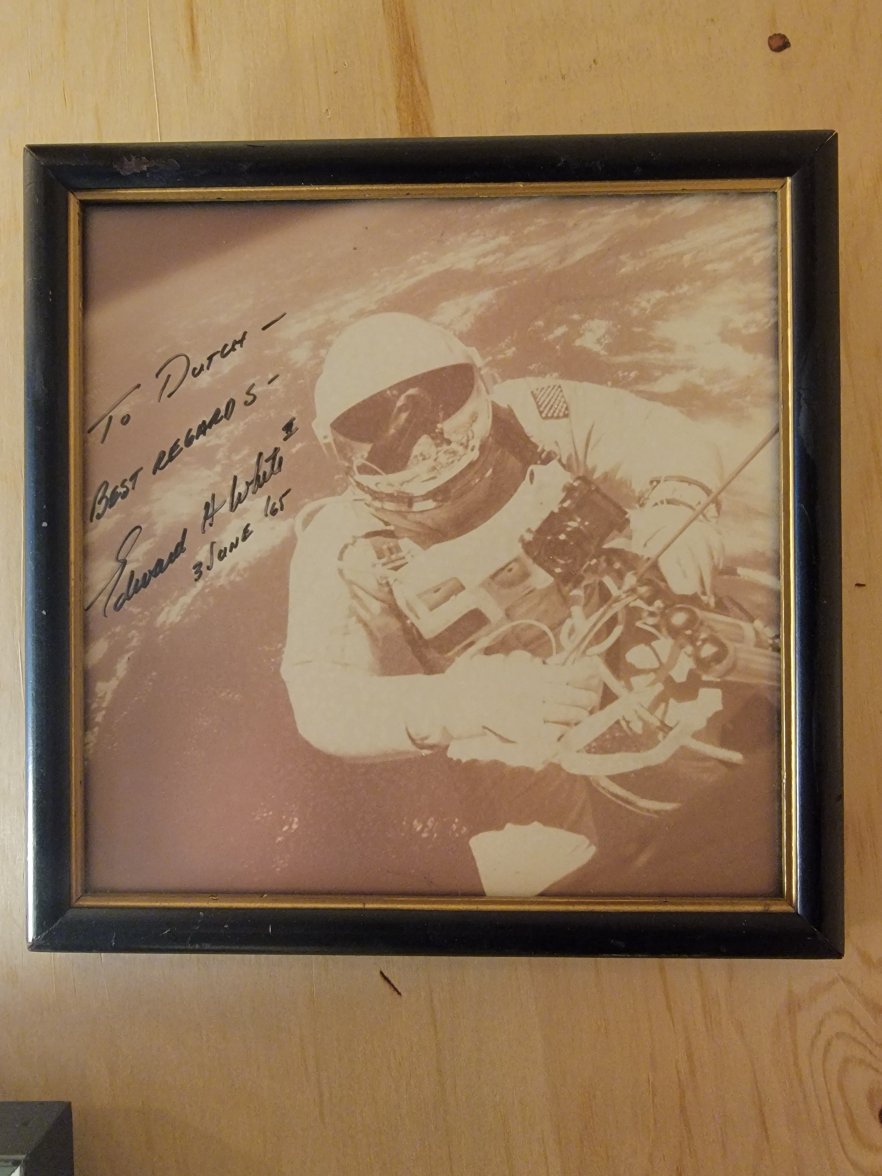 To Dutch –
Best regards –
Edward H White II
3 June '65